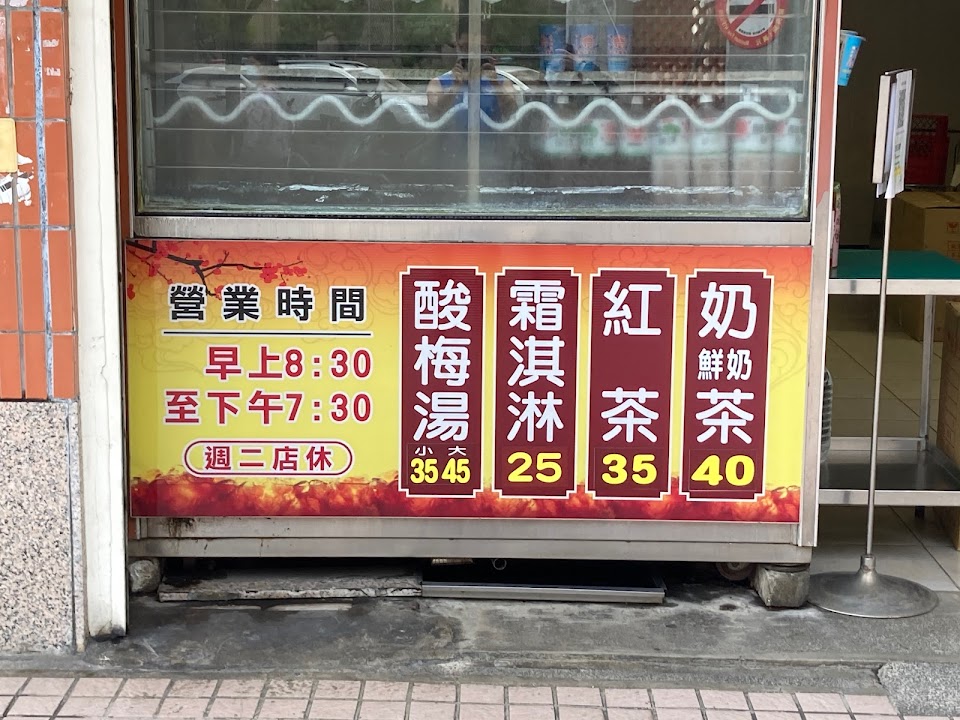 營業時間
早上8:30
至下午7:30
週二店休
酸梅湯
小 大
35 45
霜淇淋
25
紅茶
35
奶鮮奶茶
40